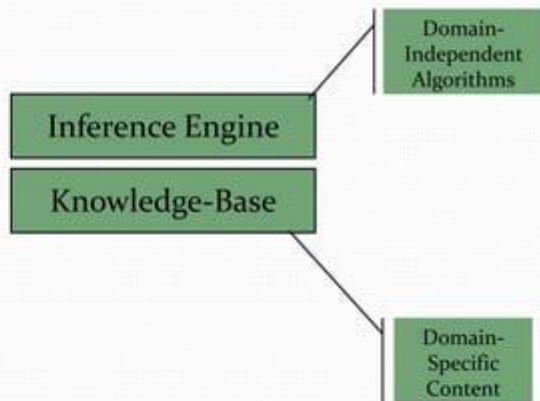 Domain-
Independent
Algorithms
Inference Engine
Knowledge-Base
Domain-
Specific
Content